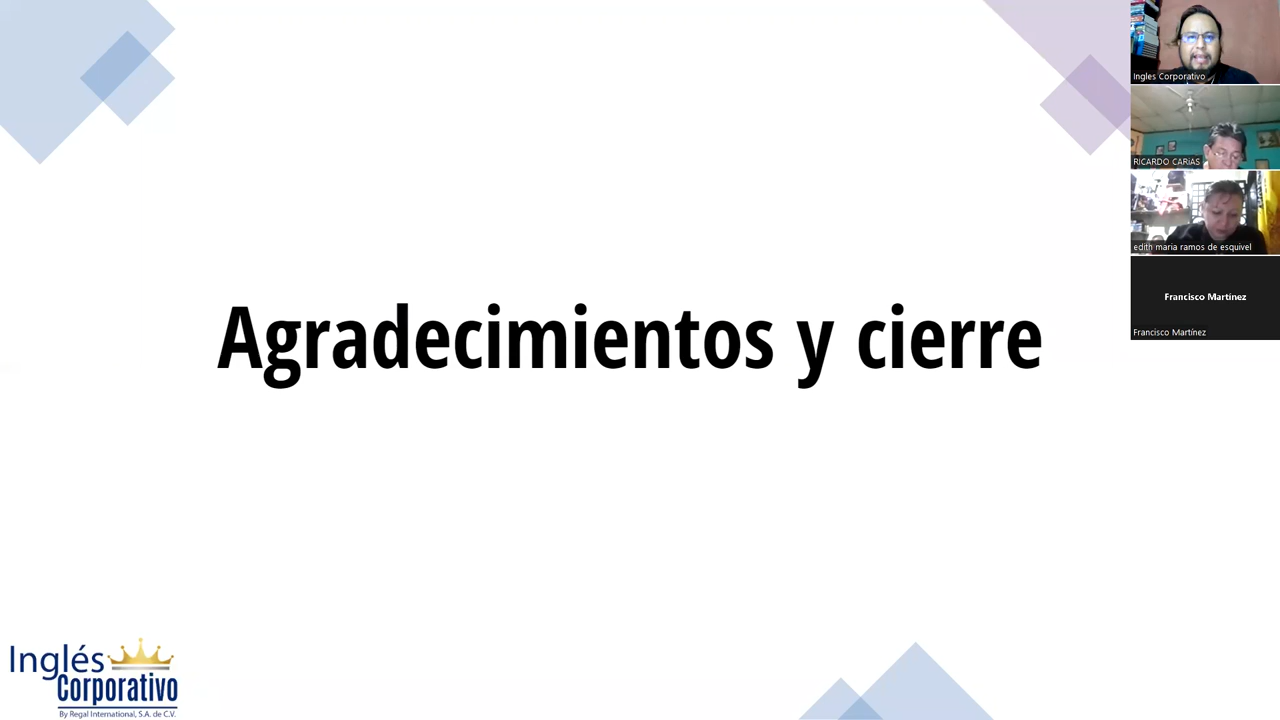 Agradecimientos y cierre
Inglés
Corporativo
By Regal International, S.A. de C.V.
Ingles Corporativo
RICARDO CARíAS
edith maria ramos de esquivel
Francisco Martínez
Francisco Martínez